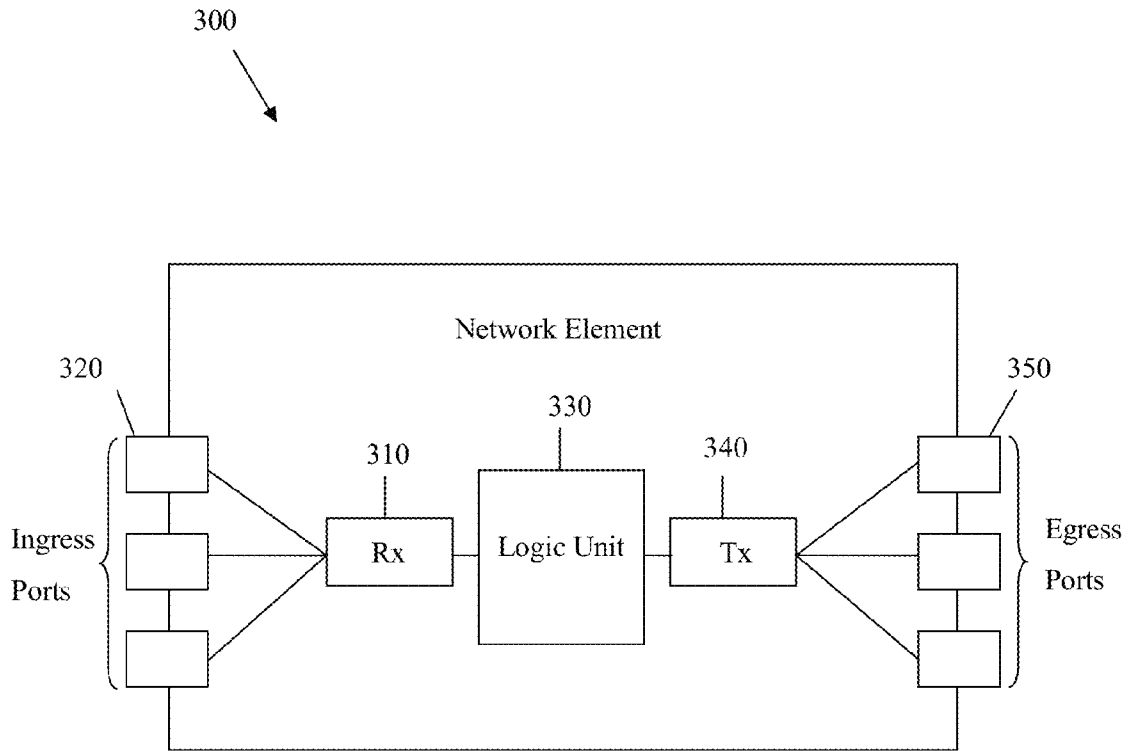 300
Network Element
320
350
330
310
340
Ingress
Ports
Rx
Logic Unit
Tx
Egress
Ports